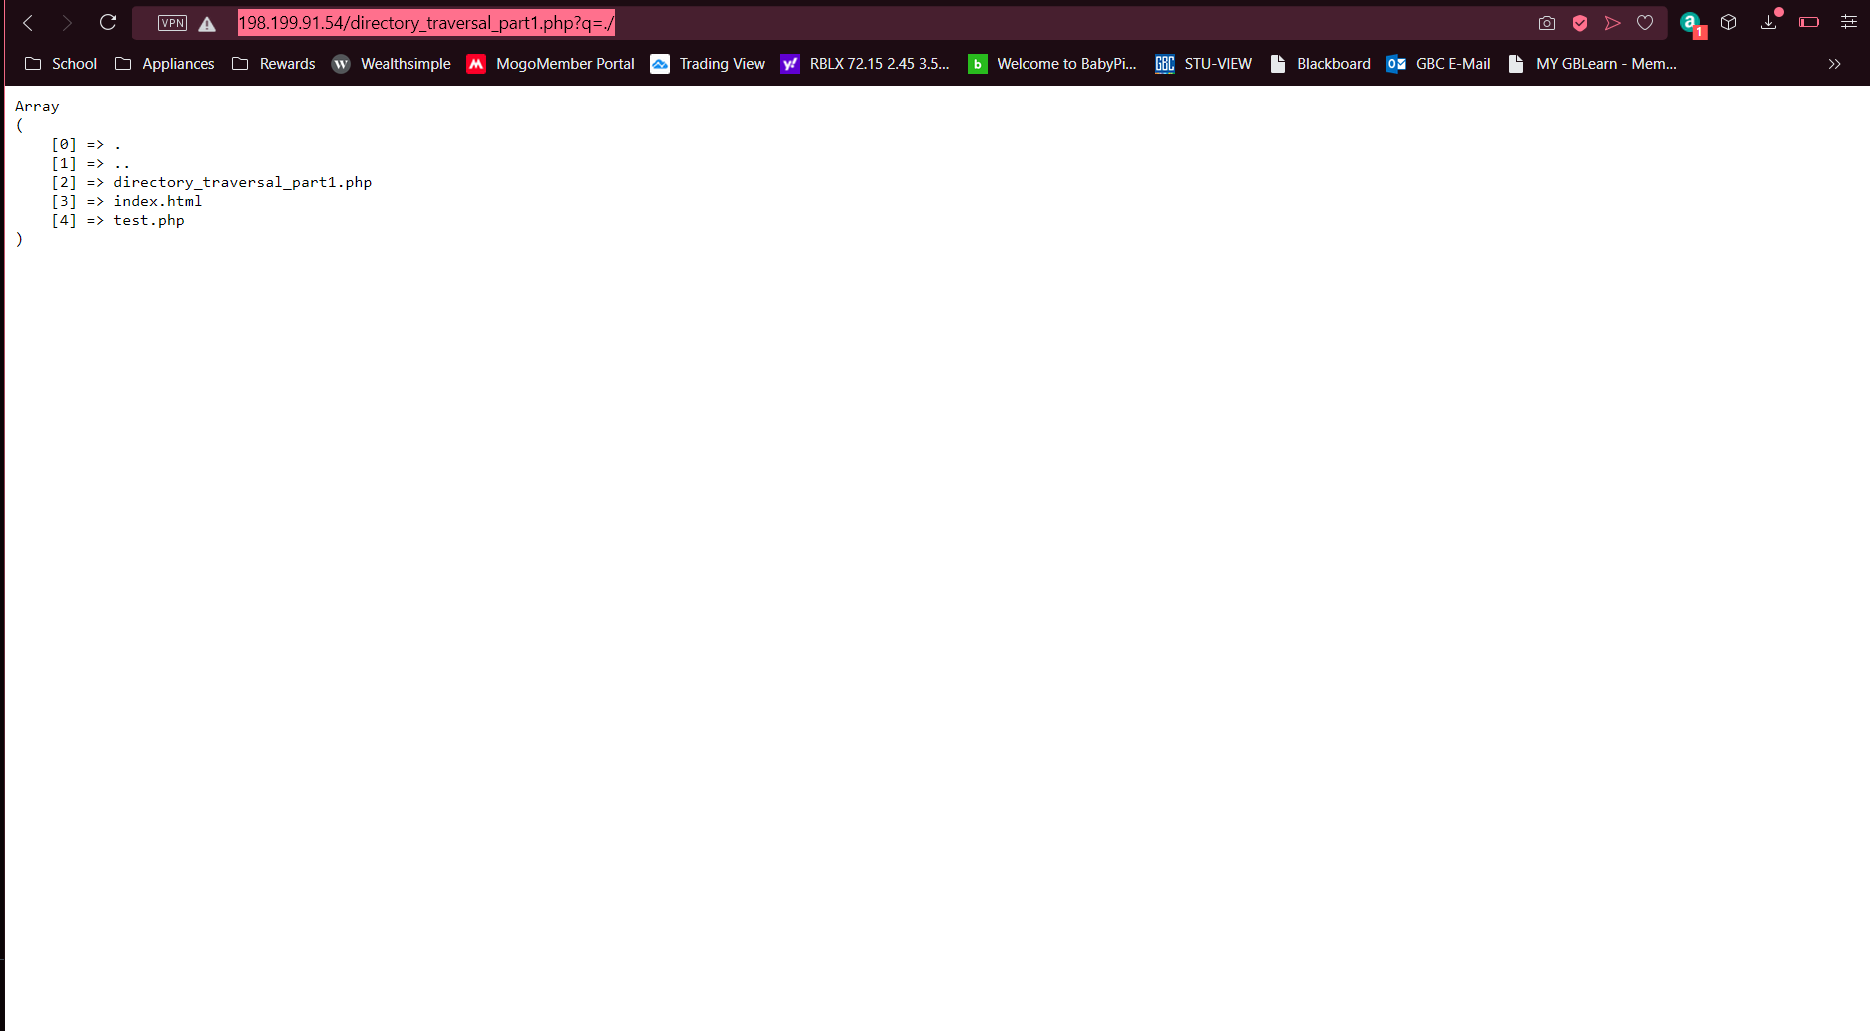 VPN 198.199.91.54/directory_traversal_part1.php?q=./ a 1
School Appliances Rewards W Wealthsimple M MogoMember Portal Trading View y! RBLX 72.15 2.45 3.5... b Welcome to BabyPi... GBC STU-VIEW Blackboard GBC E-Mail MY GBLearn - Mem...
Array
(
[0] => .
[1] => ..
[2] => directory_traversal_part1.php
[3] => index.html
[4] => test.php
)